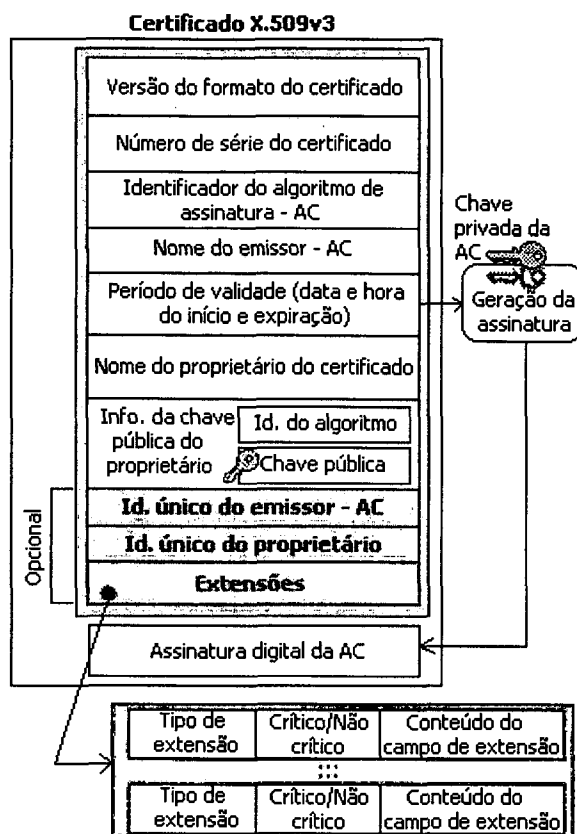 Certificado X.509v3
Versão do formato do certificado
Número de série do certificado
Identificador do algoritmo de
assinatura - AC
Nome do emissor - AC
Período de validade (data e hora
do início e expiração)
Nome do proprietário do certificado
Info. da chave
pública do
proprietário
Id. do algoritmo
Chave pública
Opcional
Id. único do emissor - AC
Id. único do proprietário
Extensões
Assinatura digital da AC
Chave
privada da
AC
Geração da
assinatura
Tipo de
extensão
Crítico/Não
crítico
Conteúdo do
campo de extensão
...
Tipo de
extensão
Crítico/Não
crítico
Conteúdo do
campo de extensão